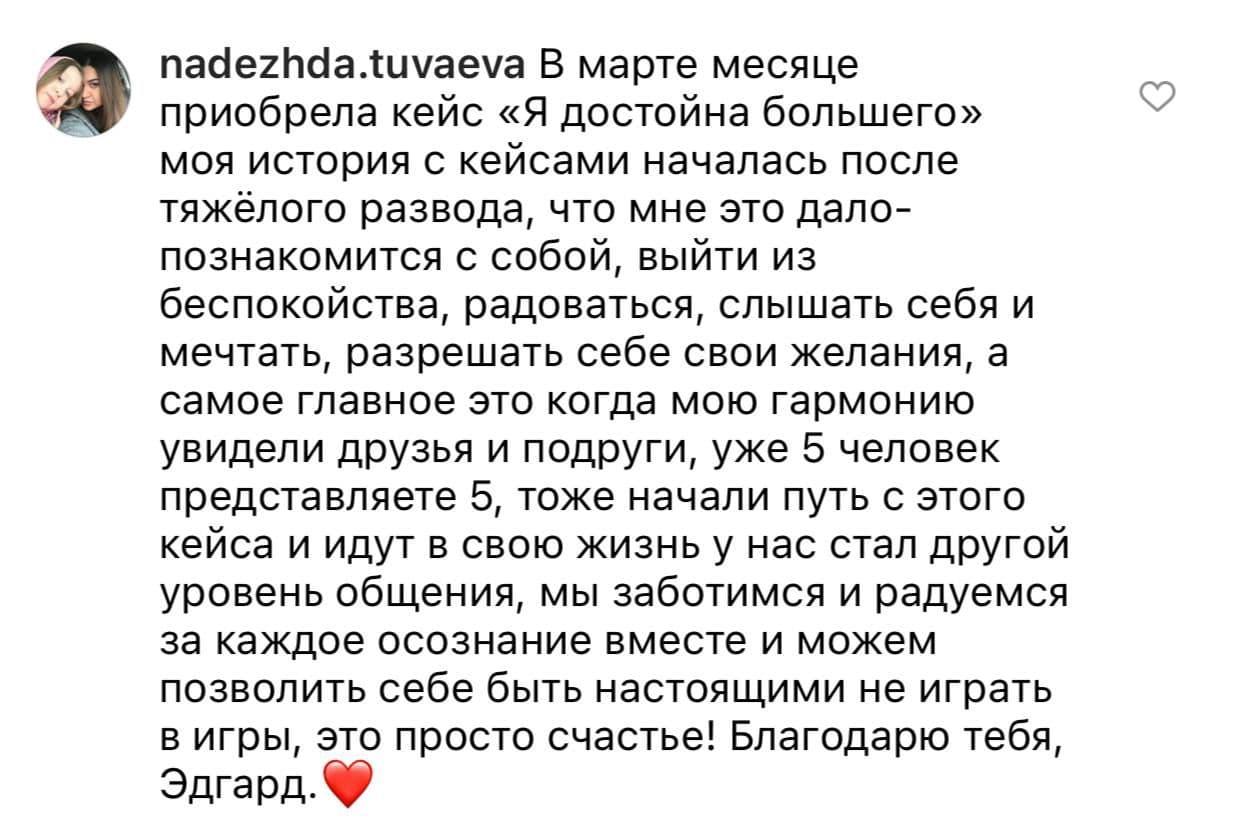 nadezhda.tuvaeva В марте месяце
приобрела кейс «Я достойна большего»
моя история с кейсами началась после
тяжёлого развода, что мне это дало-
познакомится с собой, выйти из
беспокойства, радоваться, слышать себя и
мечтать, разрешать себе свои желания, а
самое главное это когда мою гармонию
увидели друзья и подруги, уже 5 человек
представляете 5, тоже начали путь с этого
кейса и идут в свою жизнь у нас стал другой
уровень общения, мы заботимся и радуемся
за каждое осознание вместе и можем
позволить себе быть настоящими не играть
в игры, это просто счастье! Благодарю тебя,
Эдгард.❤️